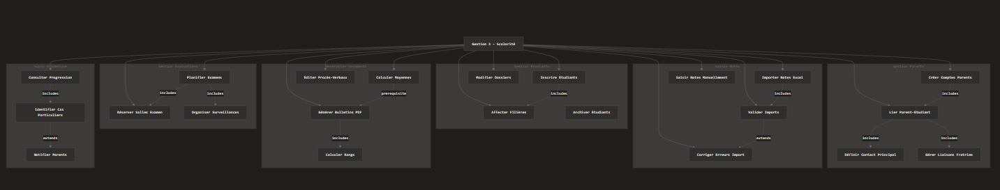 Gestion 3 - Scolarité
Suivi Académique
Consulter Progression
includes
Identifier Cas
Particuliers
extends
Notifier Parents
Gestion Évaluations
Planifier Examens
includes
includes
Réserver Salles Examen
Organiser Surveillances
Génération Documents
Éditer Procès-Verbaux
Calculer Moyennes
prerequisite
Générer Bulletins PDF
includes
Calculer Rangs
Gestion Étudiants
Modifier Dossiers
Inscrire Étudiants
includes
Affecter Filières
Archiver Étudiants
Saisie Notes
Saisir Notes Manuellement
Importer Notes Excel
includes
Valider Imports
extends
Corriger Erreurs Import
Gestion Parents
Créer Comptes Parents
includes
Lier Parent-Étudiant
includes
includes
Définir Contact Principal
Gérer Liaisons Fratries